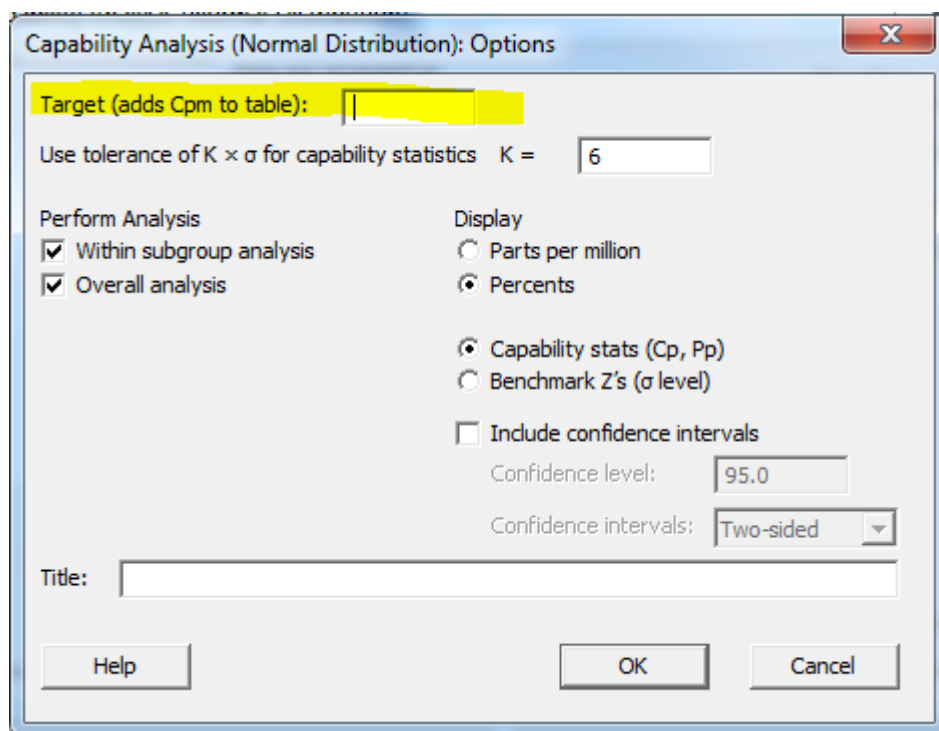 Capability Analysis (Normal Distribution): Options
Target (adds Cpm to table):
Use tolerance of K × σ for capability statistics K = 6
Perform Analysis
Display
Within subgroup analysis
Parts per million
Overall analysis
Percents
Capability stats (Cp, Pp)
Benchmark Z's (σ level)
Include confidence intervals
Confidence level: 95.0
Confidence intervals: Two-sided
Title:
Help
OK
Cancel